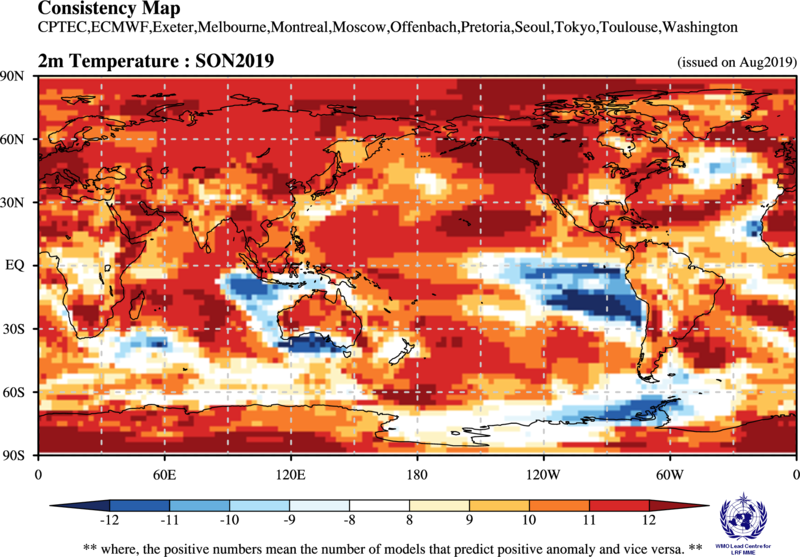 Consistency Map
CPTEC,ECMWF,Exeter,Melbourne,Montreal,Moscow,Offenbach,Pretoria,Seoul,Tokyo,Toulouse,Washington
2m Temperature : SON2019
(issued on Aug2019)
90N
60N
30N
EQ
30S
60S
90S
0 60E 120E 180 120W 60W 0
-12 -11 -10 -9 -8 8 9 10 11 12
WMO Lead Centre for
LRF MME
** where, the positive numbers mean the number of models that predict positive anomaly and vice versa. **